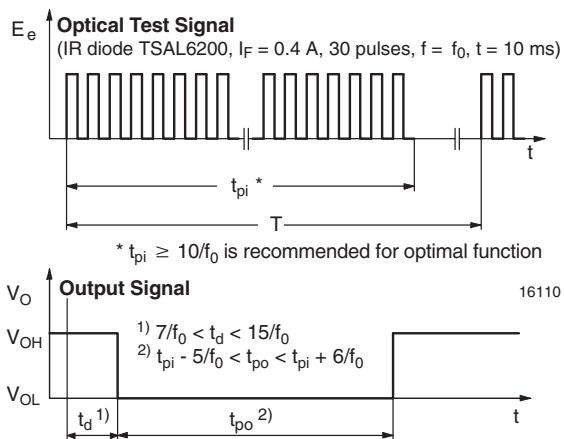 E_e
Optical Test Signal
(IR diode TSAL6200, I_F = 0.4 A, 30 pulses, f = f_0, t = 10 ms)
t
t_pi *
T
* t_pi ≥ 10/f_0 is recommended for optimal function
V_O
Output Signal
16110
V_OH
1) 7/f_0 < t_d < 15/f_0
2) t_pi - 5/f_0 < t_po < t_pi + 6/f_0
V_OL
t_d 1)
t_po 2)
t